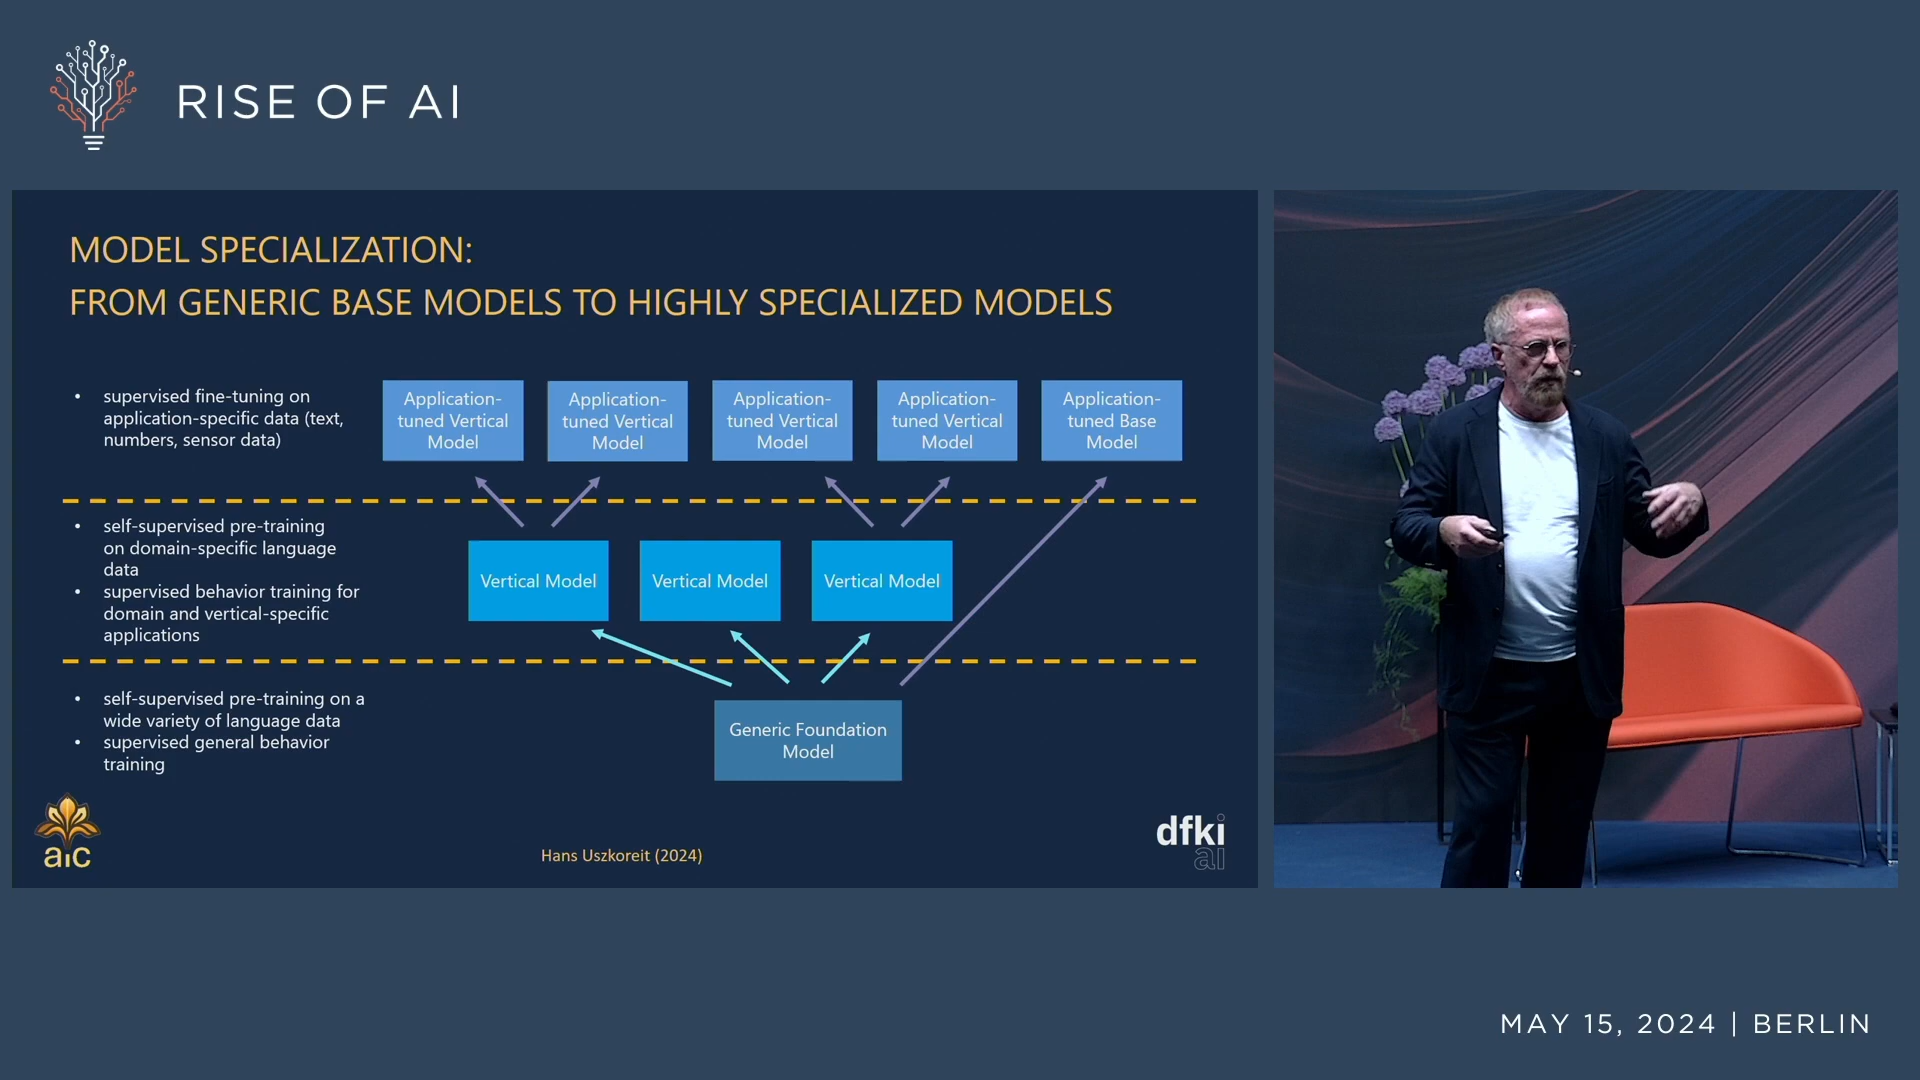 RISE OF AI
MODEL SPECIALIZATION:
FROM GENERIC BASE MODELS TO HIGHLY SPECIALIZED MODELS
• supervised fine-tuning on
application-specific data (text,
numbers, sensor data)
Application-
tuned Vertical
Model
Application-
tuned Vertical
Model
Application-
tuned Vertical
Model
Application-
tuned Vertical
Model
Application-
tuned Base
Model
• self-supervised pre-training
on domain-specific language
data
• supervised behavior training for
domain and vertical-specific
applications
Vertical Model
Vertical Model
Vertical Model
• self-supervised pre-training on a
wide variety of language data
• supervised general behavior
training
Generic Foundation
Model
aic
Hans Uszkoreit (2024)
dfki
ai
MAY 15, 2024 | BERLIN